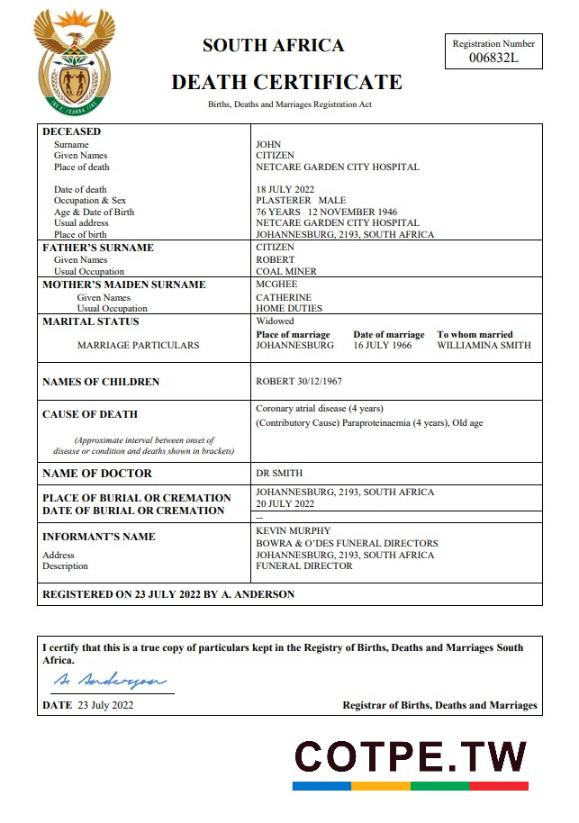 SOUTH AFRICA
Registration Number
006832L
DEATH CERTIFICATE
Births, Deaths and Marriages Registration Act
DECEASED
Surname JOHN
Given Names CITIZEN
Place of death NETCARE GARDEN CITY HOSPITAL
Date of death 18 JULY 2022
Occupation & Sex PLASTERER MALE
Age & Date of Birth 76 YEARS 12 NOVEMBER 1946
Usual address NETCARE GARDEN CITY HOSPITAL
Place of birth JOHANNESBURG, 2193, SOUTH AFRICA
FATHER'S SURNAME CITIZEN
Given Names ROBERT
Usual Occupation COAL MINER
MOTHER'S MAIDEN SURNAME MCGHEE
Given Names CATHERINE
Usual Occupation HOME DUTIES
MARITAL STATUS Widowed
Place of marriage Date of marriage To whom married
MARRIAGE PARTICULARS JOHANNESBURG 16 JULY 1966 WILLIAMINA SMITH
NAMES OF CHILDREN ROBERT 30/12/1967
CAUSE OF DEATH Coronary atrial disease (4 years)
(Contributory Cause) Paraproteinaemia (4 years), Old age
(Approximate interval between onset of
disease or condition and deaths shown in brackets)
NAME OF DOCTOR DR SMITH
PLACE OF BURIAL OR CREMATION JOHANNESBURG, 2193, SOUTH AFRICA
DATE OF BURIAL OR CREMATION 20 JULY 2022
--
INFORMANT'S NAME KEVIN MURPHY
BOWRA & O'DES FUNERAL DIRECTORS
Address JOHANNESBURG, 2193, SOUTH AFRICA
Description FUNERAL DIRECTOR
REGISTERED ON 23 JULY 2022 BY A. ANDERSON
I certify that this is a true copy of particulars kept in the Registry of Births, Deaths and Marriages South
Africa.
A. Anderson
DATE 23 July 2022 Registrar of Births, Deaths and Marriages
COTPE.TW